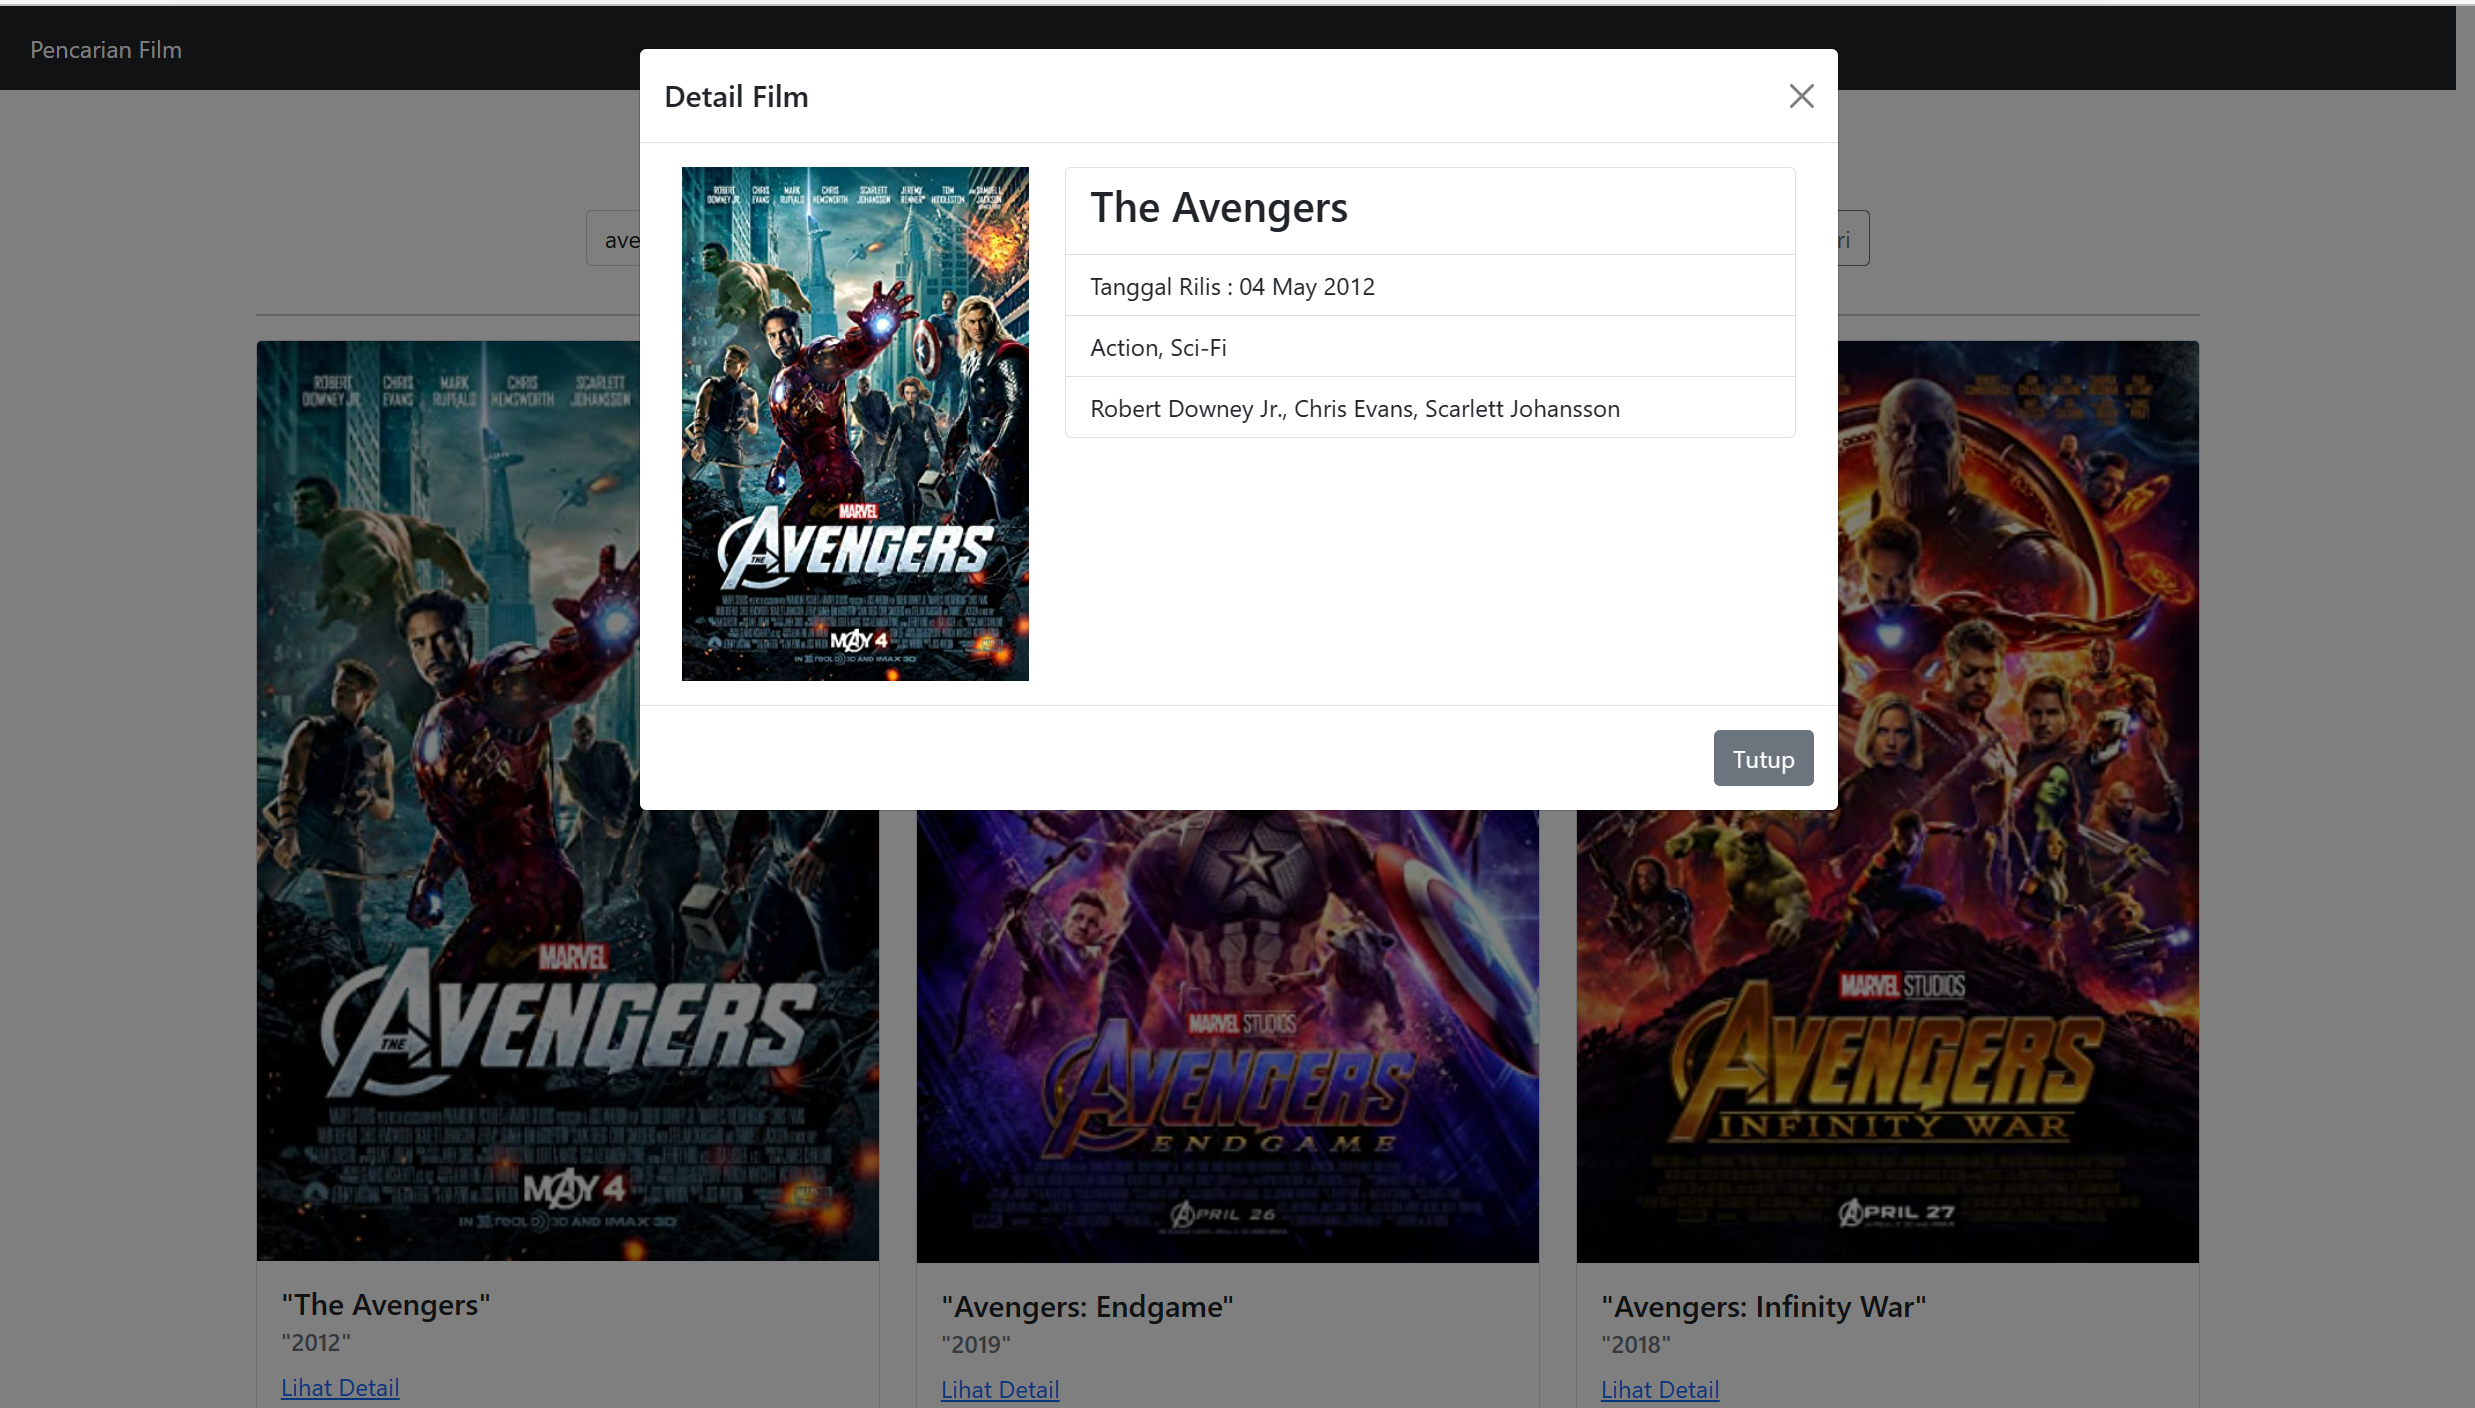 Pencarian Film
Detail Film
ave
ri
ROBERT DOWNEY JR. CHRIS EVANS MARK RUFFALO CHRIS HEMSWORTH SCARLETT JOHANSSON JEREMY RENNER TOM HIDDLESTON AND SAMUEL L. JACKSON
MARVEL
THE AVENGERS
MAY 4
IN REAL D 3D AND IMAX 3D
The Avengers
Tanggal Rilis : 04 May 2012
Action, Sci-Fi
Robert Downey Jr., Chris Evans, Scarlett Johansson
Tutup
ROBERT DOWNEY JR. CHRIS EVANS MARK RUFFALO CHRIS HEMSWORTH SCARLETT JOHANSSON
MARVEL
THE AVENGERS
MAY 4
IN REAL D 3D AND IMAX 3D
"The Avengers"
"2012"
Lihat Detail
MARVEL STUDIOS
AVENGERS
ENDGAME
APRIL 26
"Avengers: Endgame"
"2019"
Lihat Detail
MARVEL STUDIOS
AVENGERS
INFINITY WAR
APRIL 27
"Avengers: Infinity War"
"2018"
Lihat Detail